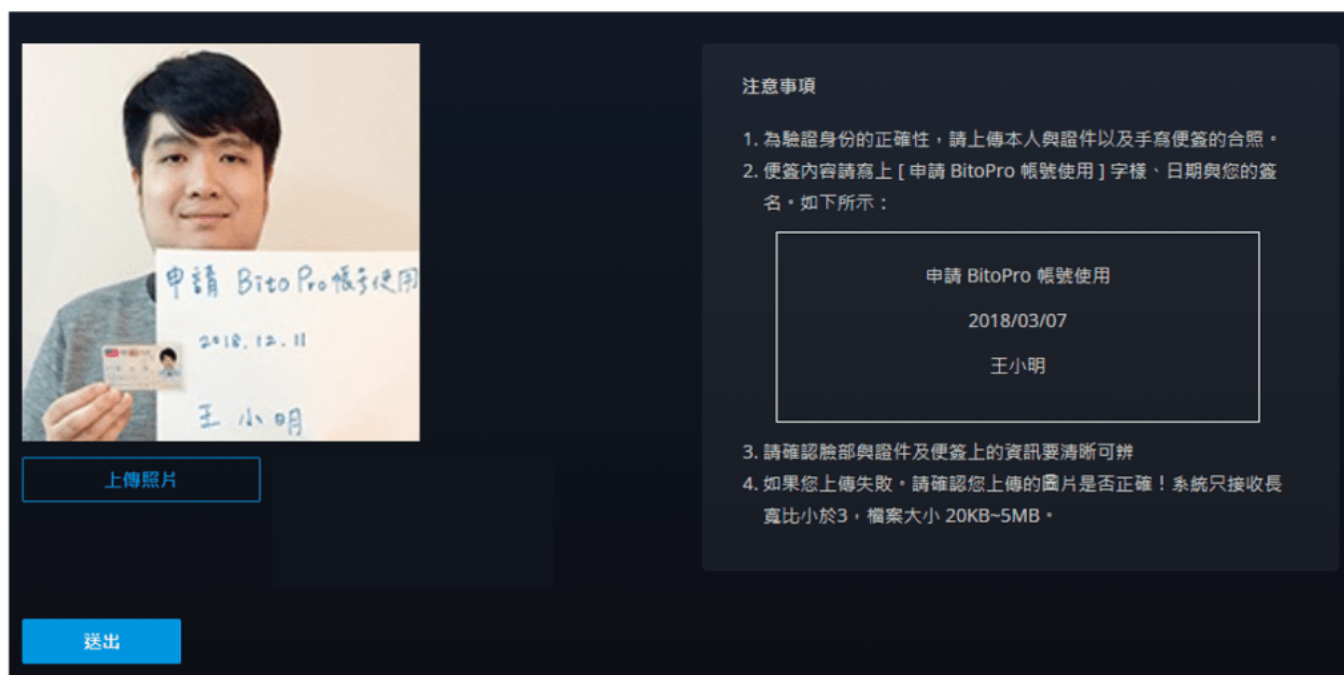 申請 BitoPro 帳号使用
2018.12.11
王小明
上傳照片
送出
注意事項
1. 為驗證身份的正確性，請上傳本人與證件以及手寫便簽的合照。
2. 便簽內容請寫上 [ 申請 BitoPro 帳號使用 ] 字樣、日期與您的簽
名。如下所示：
申請 BitoPro 帳號使用
2018/03/07
王小明
3. 請確認臉部與證件及便簽上的資訊要清晰可辨
4. 如果您上傳失敗。請確認您上傳的圖片是否正確！系統只接收長
寬比小於3，檔案大小 20KB~5MB。